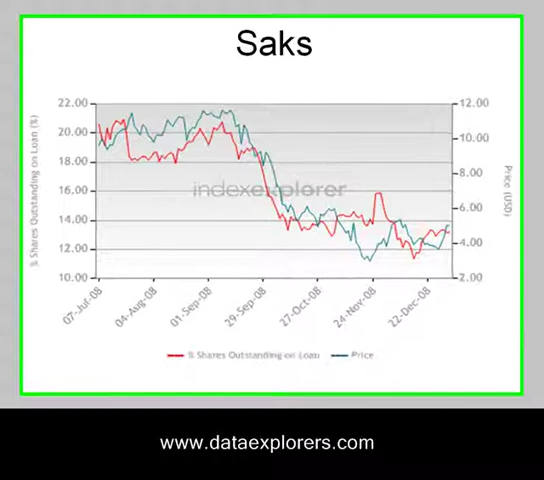 Saks
22.00
20.00
18.00
16.00
14.00
12.00
10.00
% Shares Outstanding on Loan (%)
12.00
10.00
8.00
6.00
4.00
2.00
Price (USD)
indexexplorer
07-Jul-08
04-Aug-08
01-Sep-08
29-Sep-08
27-Oct-08
24-Nov-08
22-Dec-08
% Shares Outstanding on Loan
Price
www.dataexplorers.com